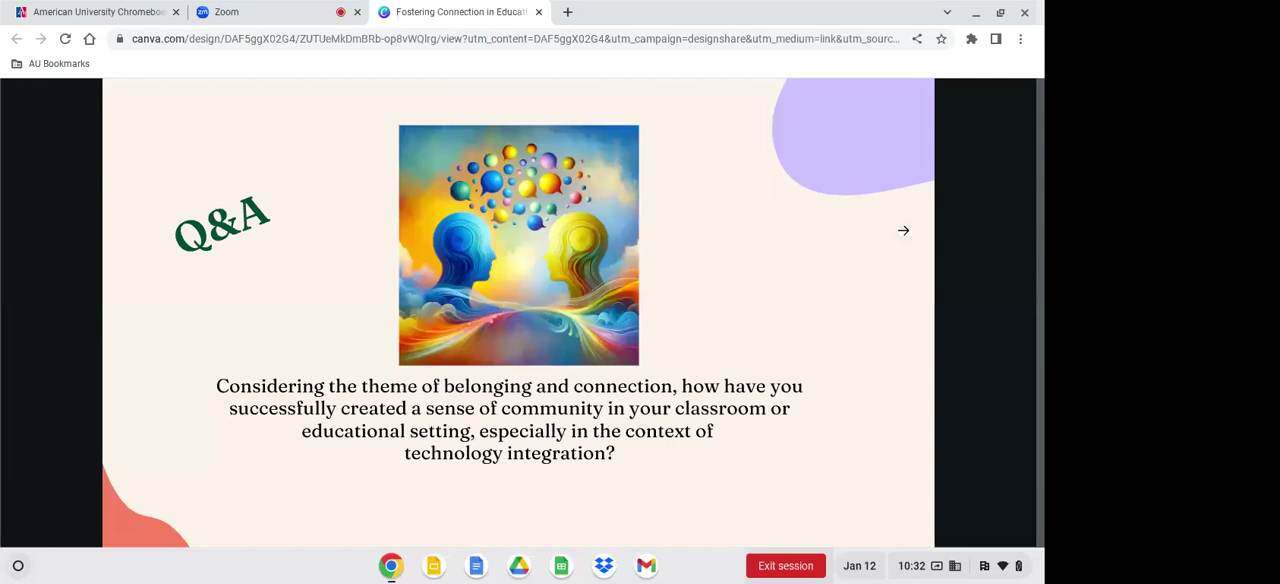 American University Chromeboo
Zoom
Fostering Connection in Educati
canva.com/design/DAF5ggX02G4/ZUTUeMkDmBRb-op8vWQlrg/view?utm_content=DAF5ggX02G4&utm_campaign=designshare&utm_medium=link&utm_sourc...
AU Bookmarks
Q&A
Considering the theme of belonging and connection, how have you
successfully created a sense of community in your classroom or
educational setting, especially in the context of
technology integration?
Exit session
Jan 12
10:32